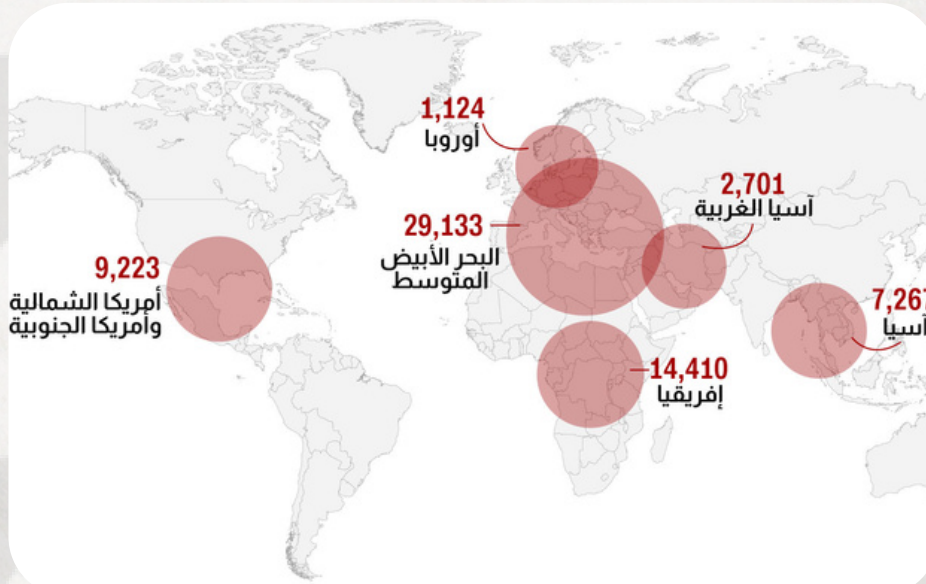 1,124
أوروبا
2,701
آسيا الغربية
29,133
البحر الأبيض
المتوسط
9,223
أمريكا الشمالية
وأمريكا الجنوبية
7,267
آسيا
14,410
إفريقيا